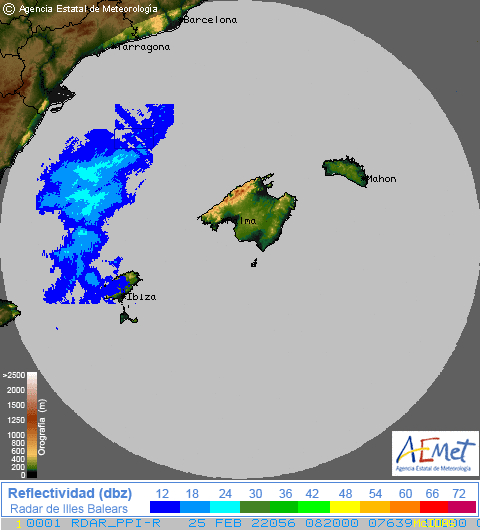 © Agencia Estatal de Meteorología
Barcelona
Tarragona
Mahon
lma
Ibiza
>2500
2000
1500
1000
800
600
400
200
0
Orografía (m)
AEMet
Agencia Estatal de Meteorología
Reflectividad (dbz)
Radar de Illes Balears
12 18 24 30 36 42 48 54 60 66 72
1 0001 RDAR_PPI-R 25 FEB 22056 082000 07639